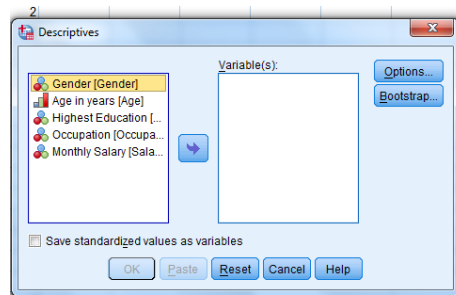 2
Descriptives
Variable(s):
Gender [Gender]
Age in years [Age]
Highest Education [...
Occupation [Occupa...
Monthly Salary [Sala...
Options...
Bootstrap...
Save standardized values as variables
OK Paste Reset Cancel Help